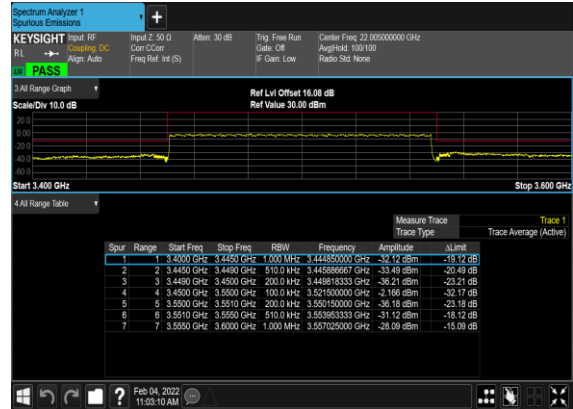 Spectrum Analyzer 1
Spurious Emissions
KEYSIGHT Input: RF Input Z: 50 Ω Atten: 30 dB Trig: Free Run Center Freq: 22.005000000 GHz
RL Coupling: DC Corr CCorr Gate: Off Avg|Hold: 100/100
Align: Auto Freq Ref: Int (S) IF Gain: Low Radio Std: None
PASS
3 All Range Graph
Ref Lvl Offset 16.08 dB
Scale/Div 10.0 dB Ref Value 30.00 dBm
20.0
0.00
-20.0
-40.0
-60.0
Start 3.400 GHz Stop 3.600 GHz
4 All Range Table
Measure Trace Trace 1
Trace Type Trace Average (Active)
Spur Range Start Freq Stop Freq RBW Frequency Amplitude ΔLimit
1 1 3.4000 GHz 3.4450 GHz 1.000 MHz 3.444850000 GHz -32.12 dBm -19.12 dB
2 2 3.4450 GHz 3.4490 GHz 510.0 kHz 3.445886667 GHz -33.49 dBm -20.49 dB
3 3 3.4490 GHz 3.4500 GHz 200.0 kHz 3.449818333 GHz -36.21 dBm -23.21 dB
4 4 3.4500 GHz 3.5500 GHz 100.0 kHz 3.521500000 GHz -2.166 dBm -32.17 dB
5 5 3.5500 GHz 3.5510 GHz 200.0 kHz 3.550150000 GHz -36.18 dBm -23.18 dB
6 6 3.5510 GHz 3.5550 GHz 510.0 kHz 3.553953333 GHz -31.12 dBm -18.12 dB
7 7 3.5550 GHz 3.6000 GHz 1.000 MHz 3.557025000 GHz -28.09 dBm -15.09 dB
Feb 04, 2022
11:03:10 AM